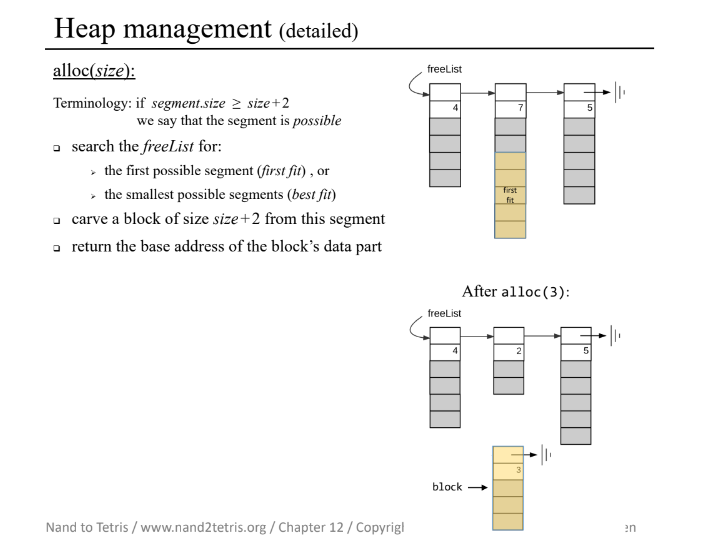 Heap management (detailed)
alloc(size):
Terminology: if segment.size ≥ size+2
we say that the segment is possible
search the freeList for:
the first possible segment (first fit) , or
the smallest possible segments (best fit)
carve a block of size size+2 from this segment
return the base address of the block's data part
freeList
4
7
5
first
fit
After alloc(3):
freeList
4
2
5
3
block
Nand to Tetris / www.nand2tetris.org / Chapter 12 / Copyrigl